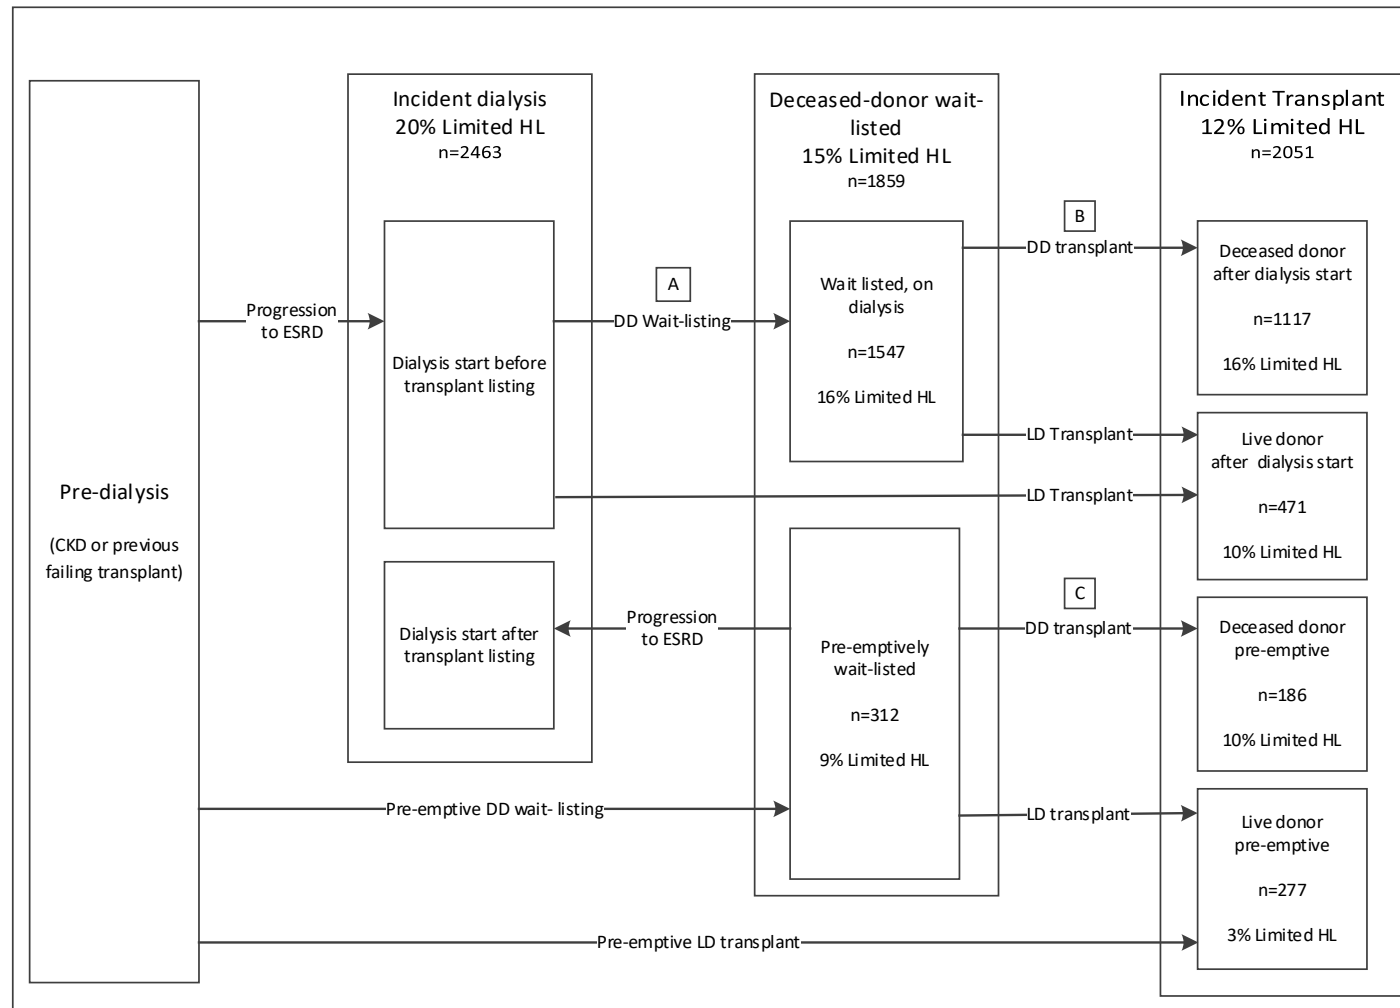 Pre-dialysis
(CKD or previous
failing transplant)
Progression
to ESRD
Incident dialysis
20% Limited HL
n=2463
Dialysis start before
transplant listing
Dialysis start after
transplant listing
A
DD Wait-listing
Progression
to ESRD
Pre-emptive DD wait- listing
Pre-emptive LD transplant
Deceased-donor wait-
listed
15% Limited HL
n=1859
Wait listed, on
dialysis
n=1547
16% Limited HL
Pre-emptively
wait-listed
n=312
9% Limited HL
B
DD transplant
LD Transplant
LD Transplant
C
DD transplant
LD transplant
Incident Transplant
12% Limited HL
n=2051
Deceased donor
after dialysis start
n=1117
16% Limited HL
Live donor
after dialysis start
n=471
10% Limited HL
Deceased donor
pre-emptive
n=186
10% Limited HL
Live donor
pre-emptive
n=277
3% Limited HL